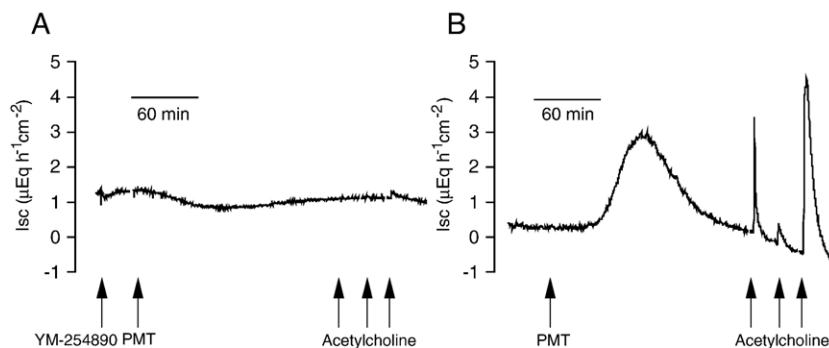 A
B
5
4
3
2
1
0
-1
Isc (µEq h⁻¹cm⁻²)
60 min
YM-254890 PMT
Acetylcholine
5
4
3
2
1
0
-1
Isc (µEq h⁻¹cm⁻²)
60 min
PMT
Acetylcholine